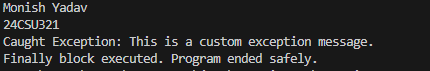 Monish Yadav
24CSU321
Caught Exception: This is a custom exception message.
Finally block executed. Program ended safely.